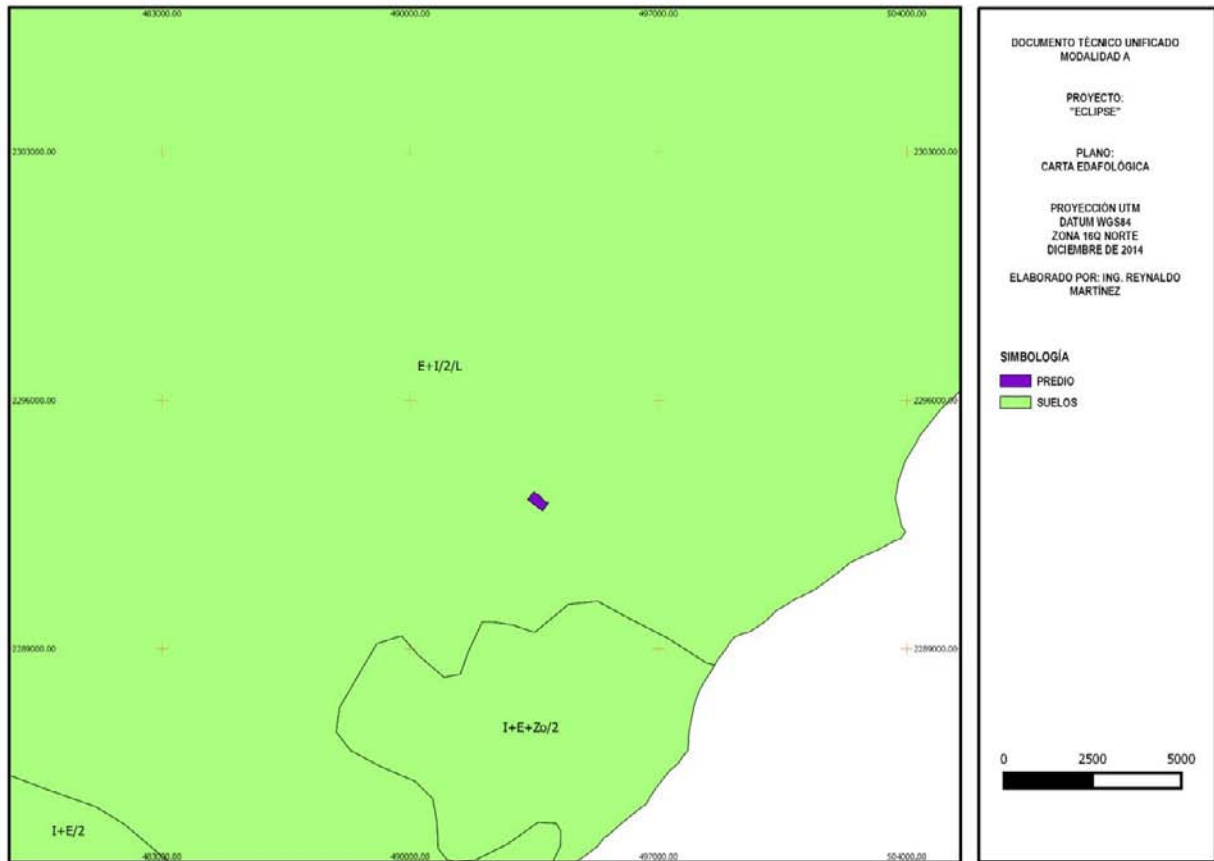 483000.00 490000.00 497000.00 504000.00
2303000.00 2303000.00
E+I/2/L
2296000.00 2296000.00
2289000.00 2289000.00
I+E+Zo/2
I+E/2
483000.00 490000.00 497000.00 504000.00
DOCUMENTO TÉCNICO UNIFICADO
MODALIDAD A
PROYECTO:
"ECLIPSE"
PLANO:
CARTA EDAFOLÓGICA
PROYECCIÓN UTM
DATUM WGS84
ZONA 16Q NORTE
DICIEMBRE DE 2014
ELABORADO POR: ING. REYNALDO
MARTÍNEZ
SIMBOLOGÍA
PREDIO
SUELOS
0 2500 5000